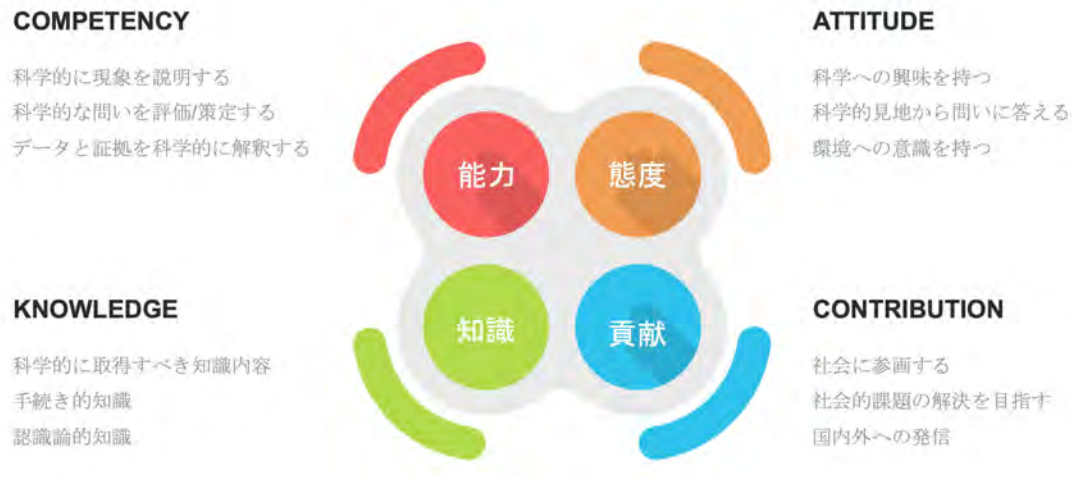 COMPETENCY
科学的に現象を説明する
科学的な問いを評価/策定する
データと証拠を科学的に解釈する
ATTITUDE
科学への興味を持つ
科学的見地から問いに答える
環境への意識を持つ
能力
態度
知識
貢献
KNOWLEDGE
科学的に取得すべき知識内容
手続き的知識
認識論的知識
CONTRIBUTION
社会に参画する
社会的課題の解決を目指す
国内外への発信